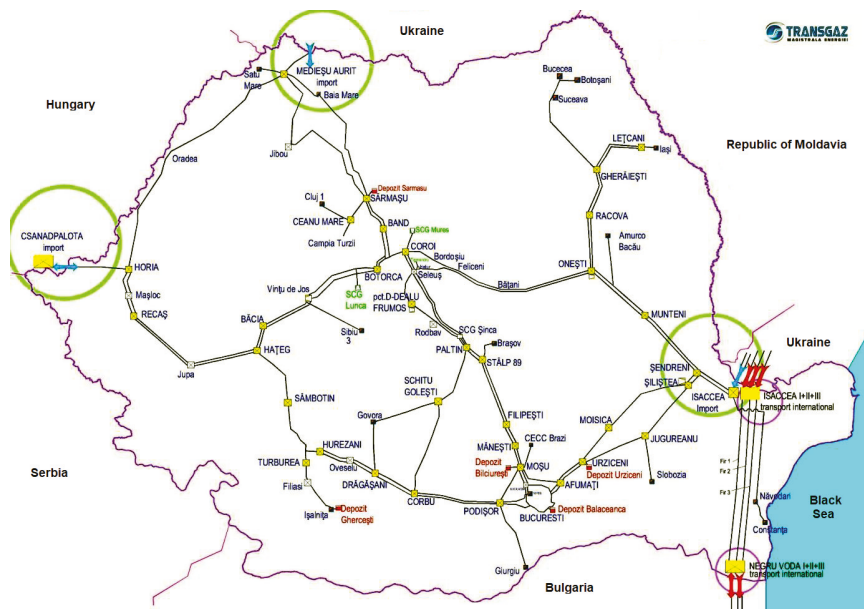 Ukraine
TRANSGAZ
MAGISTRALA ENERGIEI
Hungary
MEDIEŞU AURIT
import
Satu
Mare
Baia Mare
Bucecea
Botoşani
Suceava
Republic of Moldavia
LEŢCANI
Iaşi
Oradea
Jibou
GHERĂIEŞTI
Depozit Sarmasu
SĂRMAŞU
Cluj 1
CEANU MARE
Campia Turzii
BAND
SCG Mures
RACOVA
CSANADPALOTA
import
HORIA
COROI
Bordoşiu
Feliceni
Seleuş
Băţani
Amurco
Bacău
ONEŞTI
BOTORCA
Vinţu de Jos
SCG
Lunca
Maşloc
RECAŞ
BĂCIA
Sibiu
3
pct.D-DEALU
FRUMOS
Rodbav
SCG Şinca
PALTIN
Braşov
STÂLP 89
MUNTENI
HAŢEG
Jupa
ŞENDRENI
ŞILIŞTEA
Ukraine
ISACCEA
Import
ISACCEA I+II+III
transport international
SCHITU
GOLEŞTI
SÂMBOTIN
Govora
FILIPEŞTI
MOISICA
JUGUREANU
CECC Brazi
MĂNEŞTI
HUREZANI
Oveselu
TURBUREA
Filiasi
DRĂGĂŞANI
Depozit
Bilciureşti
MOŞU
URZICENI
Depozit Urziceni
Slobozia
Fir 1
Fir 2
Fir 3
Serbia
Işalniţa
Depozit
Gherceşti
CORBU
PODIŞOR
AFUMAŢI
BUCURESTI
Depozit Balaceanca
Năvodari
Constanţa
Black
Sea
Giurgiu
Bulgaria
NEGRU VODA I+II+III
transport international